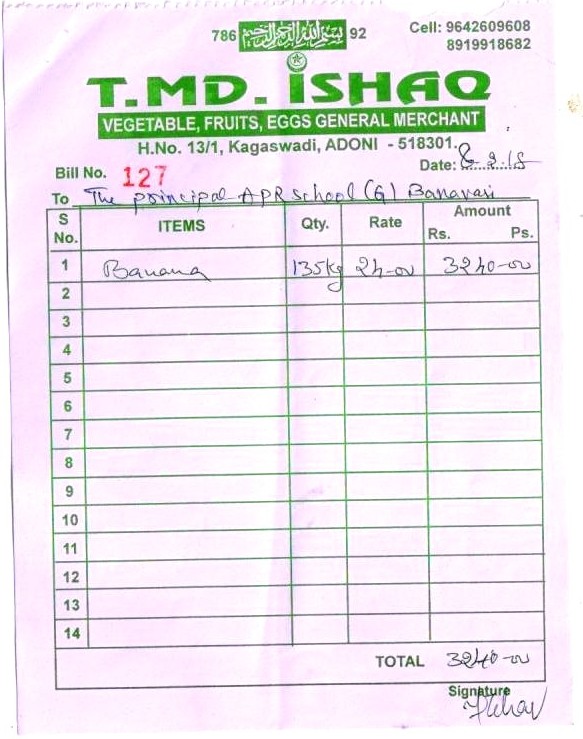 786 بسم الله الرحمن الرحيم 92
Cell: 9642609608
8919918682
T.MD. ISHAQ
VEGETABLE, FRUITS, EGGS GENERAL MERCHANT
H.No. 13/1, Kagaswadi, ADONI - 518301.
Bill No. 127 Date: 8.2.18
To The principal APR school (G) Banavasi
S No. ITEMS Qty. Rate Amount Rs. Ps.
1 Banana 135kg 24-00 3240-00
2
3
4
5
6
7
8
9
10
11
12
13
14
TOTAL 3240-00
Signature